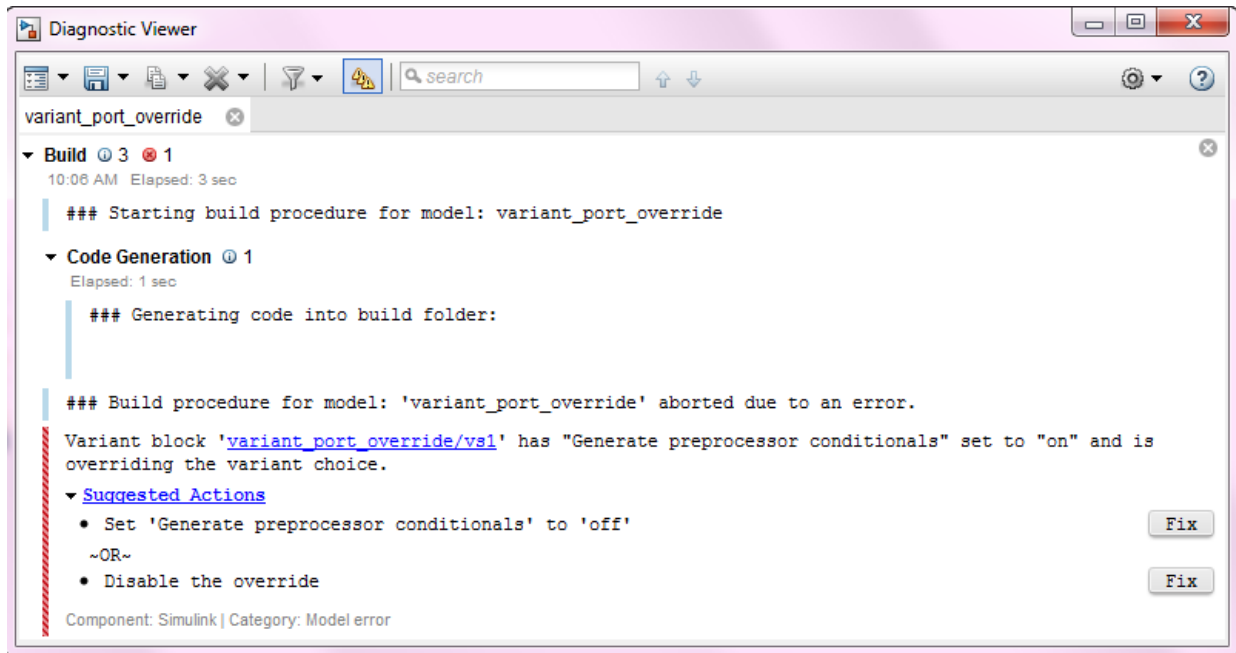 Diagnostic Viewer
search
variant_port_override
Build 3 1
10:06 AM Elapsed: 3 sec
### Starting build procedure for model: variant_port_override
Code Generation 1
Elapsed: 1 sec
### Generating code into build folder:
### Build procedure for model: 'variant_port_override' aborted due to an error.
Variant block 'variant_port_override/vs1' has "Generate preprocessor conditionals" set to "on" and is
overriding the variant choice.
Suggested Actions
• Set 'Generate preprocessor conditionals' to 'off' Fix
~OR~
• Disable the override Fix
Component: Simulink | Category: Model error